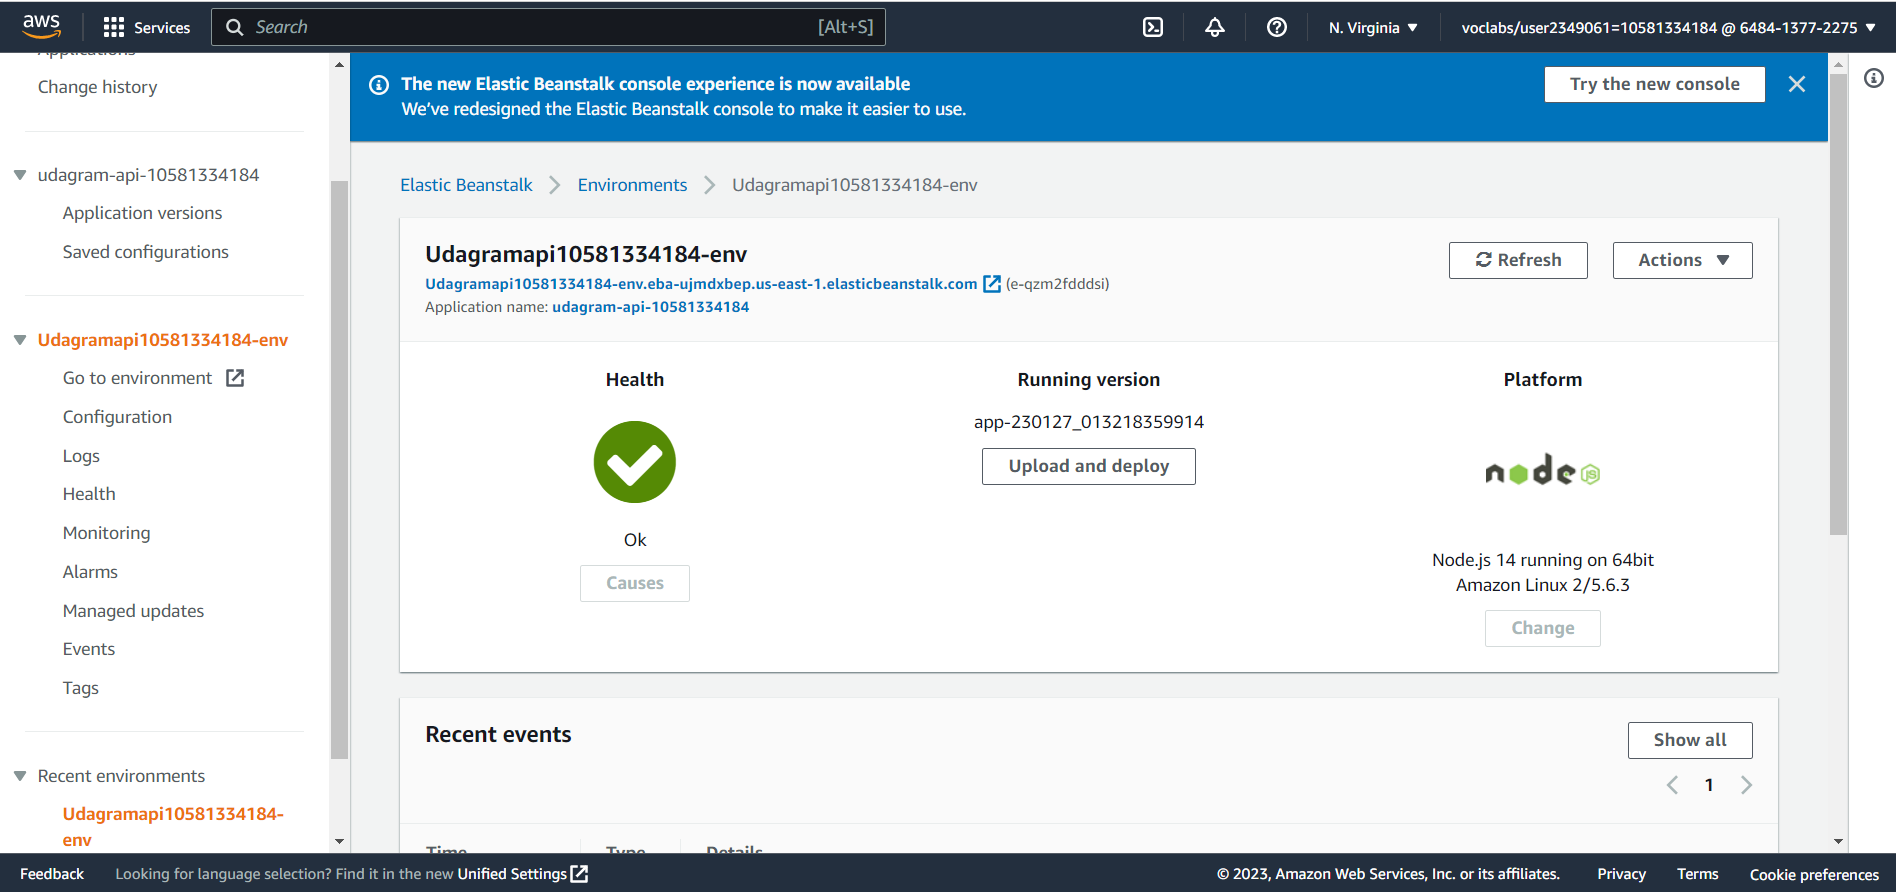 aws
Services
Search
[Alt+S]
N. Virginia
voclabs/user2349061=10581334184 @ 6484-1377-2275
Applications
Change history
udagram-api-10581334184
Application versions
Saved configurations
Udagramapi10581334184-env
Go to environment
Configuration
Logs
Health
Monitoring
Alarms
Managed updates
Events
Tags
Recent environments
Udagramapi10581334184-
env
The new Elastic Beanstalk console experience is now available
We've redesigned the Elastic Beanstalk console to make it easier to use.
Try the new console
Elastic Beanstalk
Environments
Udagramapi10581334184-env
Udagramapi10581334184-env
Udagramapi10581334184-env.eba-ujmdxbep.us-east-1.elasticbeanstalk.com (e-qzm2fdddsi)
Application name: udagram-api-10581334184
Refresh
Actions
Health
Ok
Causes
Running version
app-230127_013218359914
Upload and deploy
Platform
node JS
Node.js 14 running on 64bit
Amazon Linux 2/5.6.3
Change
Recent events
Show all
1
Time
Type
Details
Feedback
Looking for language selection? Find it in the new Unified Settings
© 2023, Amazon Web Services, Inc. or its affiliates.
Privacy
Terms
Cookie preferences